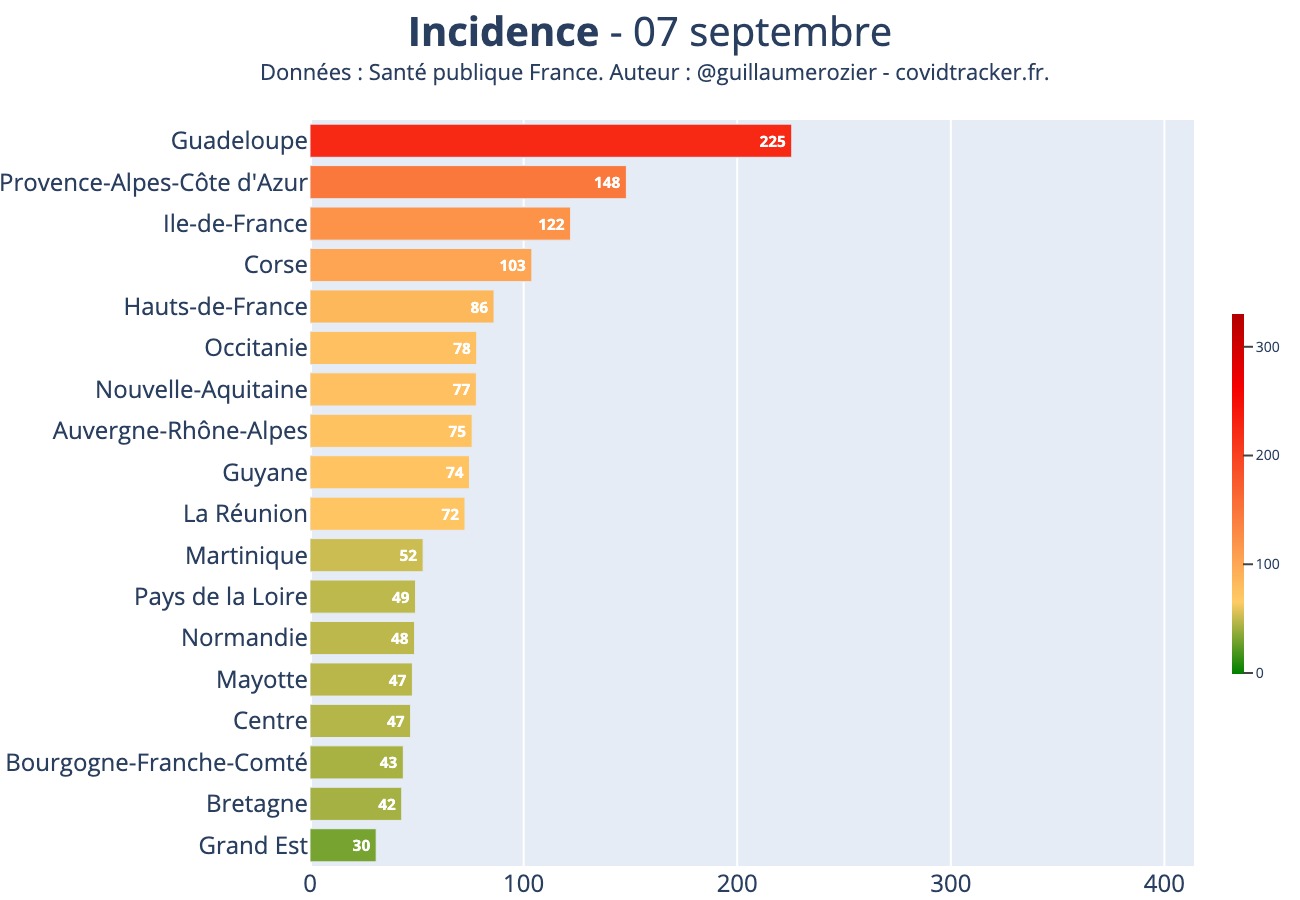 Incidence - 07 septembre
Données : Santé publique France. Auteur : @guillaumerozier - covidtracker.fr.
Guadeloupe 225
Provence-Alpes-Côte d'Azur 148
Ile-de-France 122
Corse 103
Hauts-de-France 86
Occitanie 78
Nouvelle-Aquitaine 77
Auvergne-Rhône-Alpes 75
Guyane 74
La Réunion 72
Martinique 52
Pays de la Loire 49
Normandie 48
Mayotte 47
Centre 47
Bourgogne-Franche-Comté 43
Bretagne 42
Grand Est 30
0 100 200 300 400
300
200
100
0